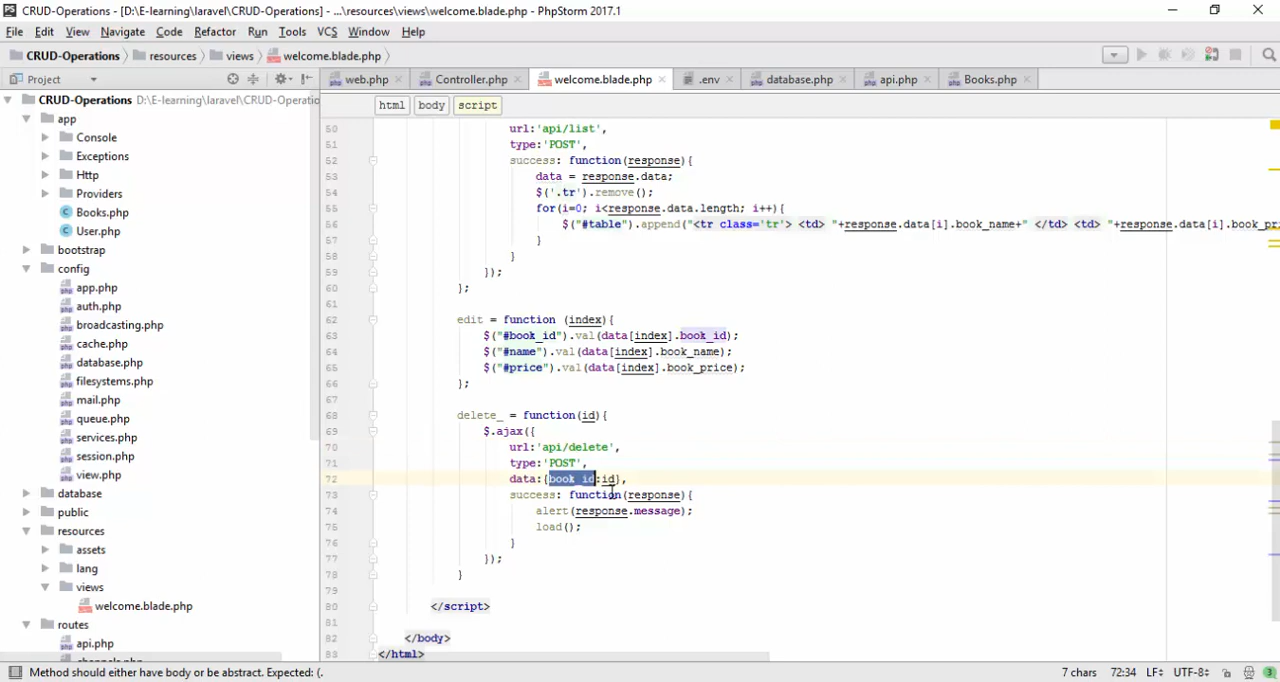 CRUD-Operations - [D:\E-learning\laravel\CRUD-Operations] - ...\resources\views\welcome.blade.php - PhpStorm 2017.1
File Edit View Navigate Code Refactor Run Tools VCS Window Help
CRUD-Operations resources views welcome.blade.php
Project web.php Controller.php welcome.blade.php .env database.php api.php Books.php
CRUD-Operations D:\E-learning\laravel\CRUD-Operatio
html body script
app
Console
Exceptions
Http
Providers
Books.php
User.php
bootstrap
config
app.php
auth.php
broadcasting.php
cache.php
database.php
filesystems.php
mail.php
queue.php
services.php
session.php
view.php
database
public
resources
assets
lang
views
welcome.blade.php
routes
api.php
channels.php
50 url:'api/list',
51 type:'POST',
52 success: function(response){
53 data = response.data;
54 $('.tr').remove();
55 for(i=0; i<response.data.length; i++){
56 $("#table").append("<tr class='tr'> <td> "+response.data[i].book_name+" </td> <td> "+response.data[i].book_pr
57 }
58 }
59 });
60 };
61
62 edit = function (index){
63 $("#book_id").val(data[index].book_id);
64 $("#name").val(data[index].book_name);
65 $("#price").val(data[index].book_price);
66 };
67
68 delete_ = function(id){
69 $.ajax({
70 url:'api/delete',
71 type:'POST',
72 data:{book_id:id},
73 success: function(response){
74 alert(response.message);
75 load();
76 }
77 });
78 }
79
80 </script>
81
82 </body>
83 </html>
Method should either have body or be abstract. Expected: (. 7 chars 72:34 LF÷ UTF-8÷ 3